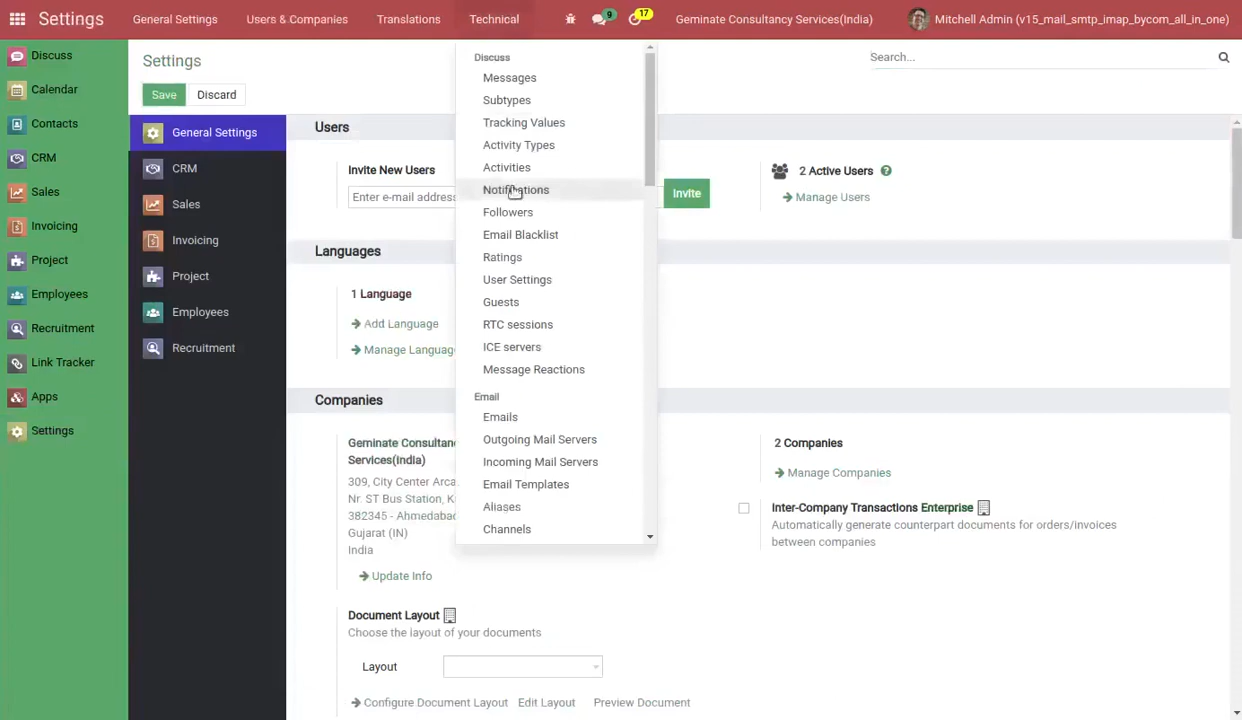 Settings
General Settings
Users & Companies
Translations
Technical
9
17
Geminate Consultancy Services(India)
Mitchell Admin (v15_mail_smtp_imap_bycom_all_in_one)
Discuss
Calendar
Contacts
CRM
Sales
Invoicing
Project
Employees
Recruitment
Link Tracker
Apps
Settings
Settings
Search...
Save
Discard
General Settings
CRM
Sales
Invoicing
Project
Employees
Recruitment
Discuss
Messages
Subtypes
Tracking Values
Activity Types
Activities
Notifications
Followers
Email Blacklist
Ratings
User Settings
Guests
RTC sessions
ICE servers
Message Reactions
Email
Emails
Outgoing Mail Servers
Incoming Mail Servers
Email Templates
Aliases
Channels
Users
Invite New Users
Enter e-mail address
Invite
2 Active Users
Manage Users
Languages
1 Language
Add Language
Manage Languag
Companies
Geminate Consultanc
Services(India)
309, City Center Arca
Nr. ST Bus Station, K
382345 - Ahmedabad
Gujarat (IN)
India
Update Info
2 Companies
Manage Companies
Inter-Company Transactions Enterprise
Automatically generate counterpart documents for orders/invoices
between companies
Document Layout
Choose the layout of your documents
Layout
Configure Document Layout
Edit Layout
Preview Document